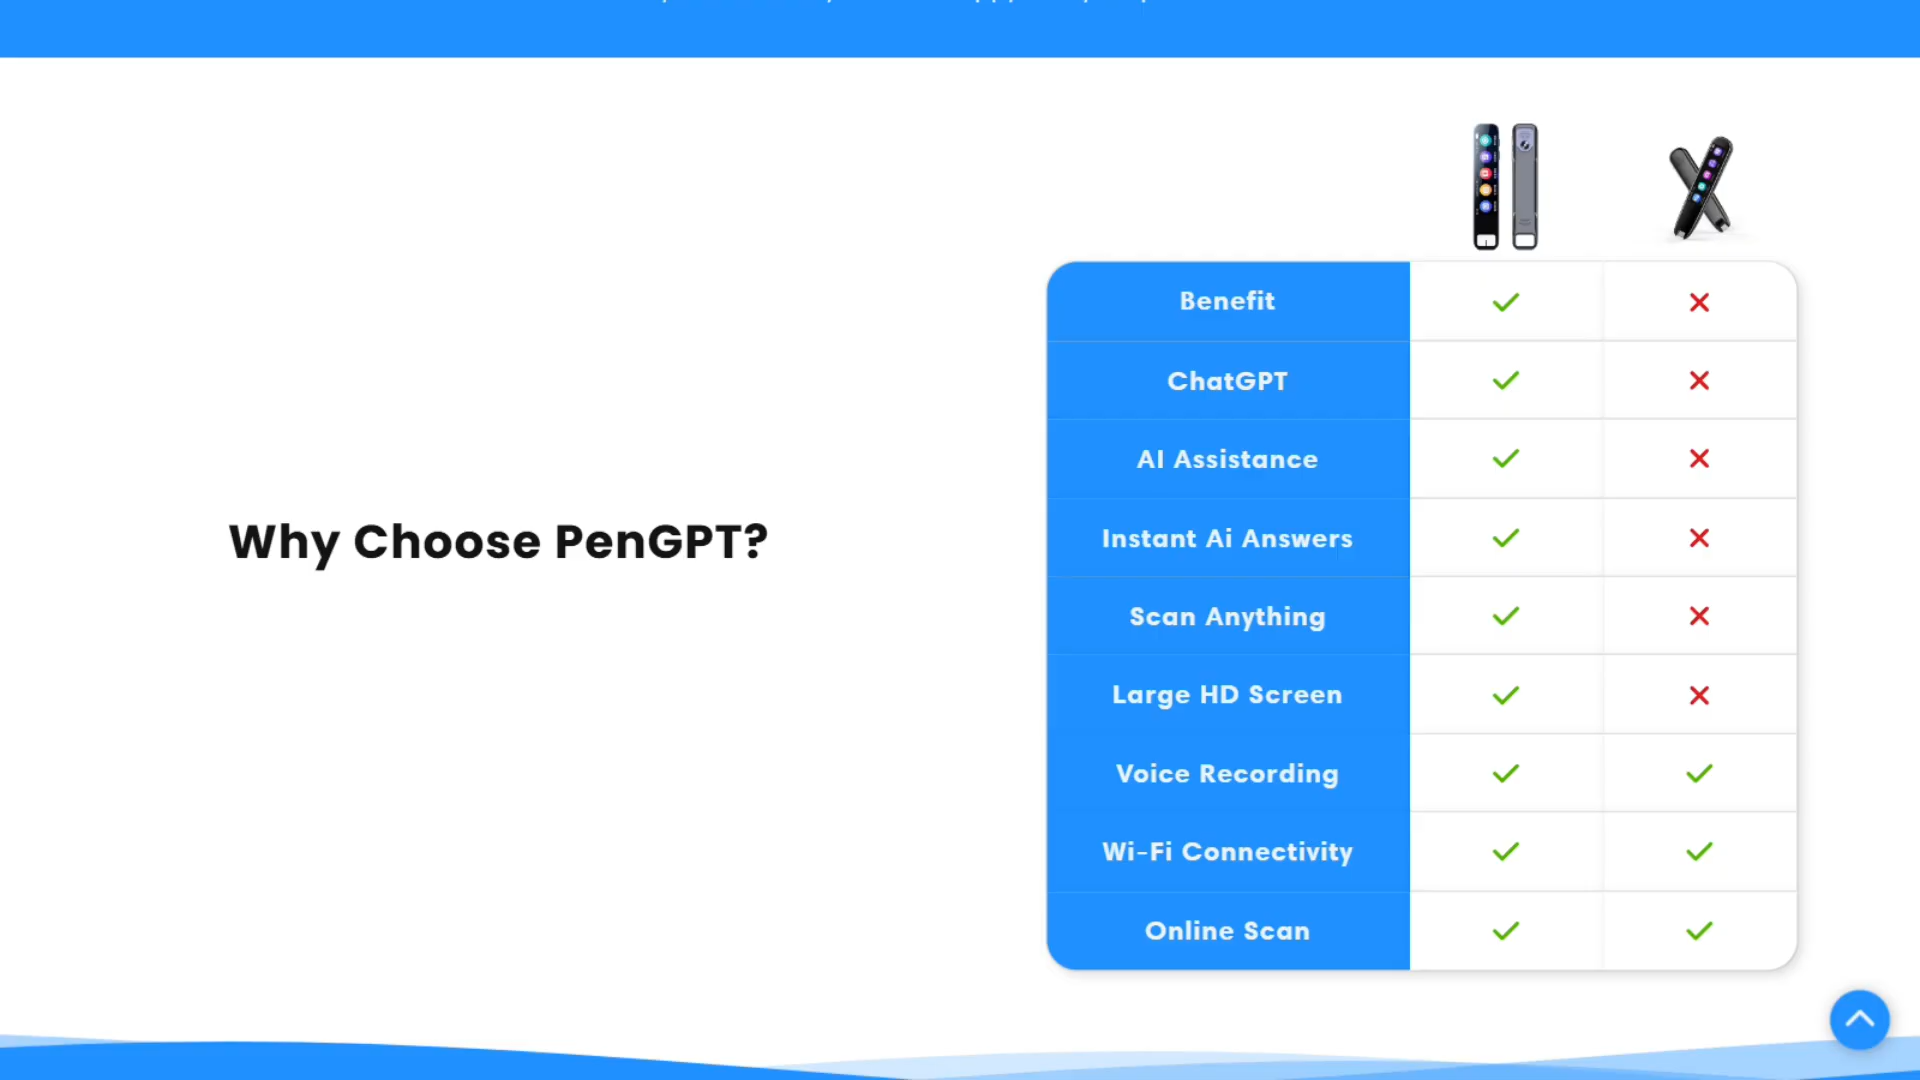 Why Choose PenGPT?
Benefit
ChatGPT
AI Assistance
Instant Ai Answers
Scan Anything
Large HD Screen
Voice Recording
Wi-Fi Connectivity
Online Scan